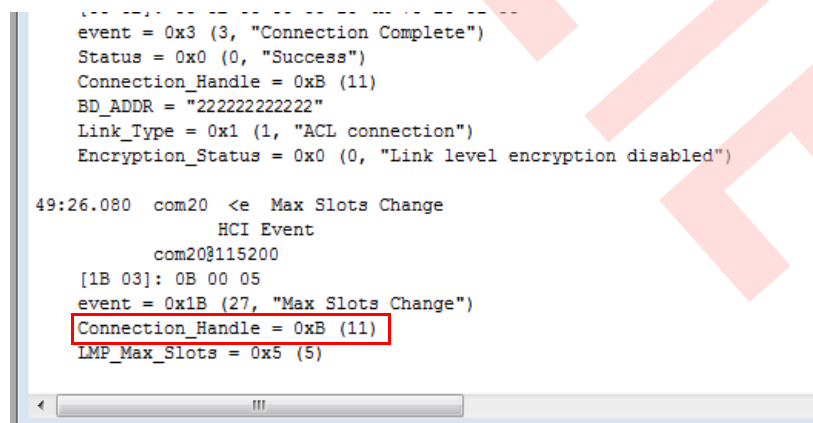 event = 0x3 (3, "Connection Complete")
Status = 0x0 (0, "Success")
Connection_Handle = 0xB (11)
BD_ADDR = "222222222222"
Link_Type = 0x1 (1, "ACL connection")
Encryption_Status = 0x0 (0, "Link level encryption disabled")
49:26.080 com20 <e Max Slots Change
HCI Event
com20@115200
[1B 03]: 0B 00 05
event = 0x1B (27, "Max Slots Change")
Connection_Handle = 0xB (11)
LMP_Max_Slots = 0x5 (5)